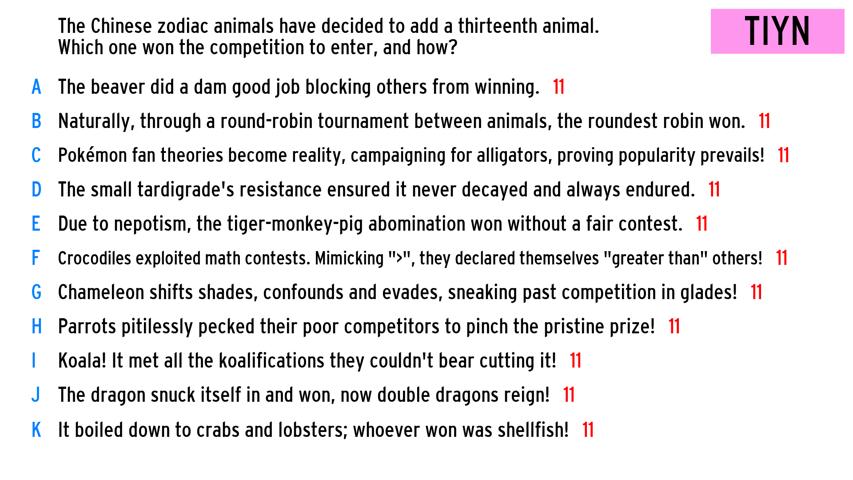 The Chinese zodiac animals have decided to add a thirteenth animal.
Which one won the competition to enter, and how?
TIYN
A The beaver did a dam good job blocking others from winning. 11
B Naturally, through a round-robin tournament between animals, the roundest robin won. 11
C Pokémon fan theories become reality, campaigning for alligators, proving popularity prevails! 11
D The small tardigrade's resistance ensured it never decayed and always endured. 11
E Due to nepotism, the tiger-monkey-pig abomination won without a fair contest. 11
F Crocodiles exploited math contests. Mimicking ">", they declared themselves "greater than" others! 11
G Chameleon shifts shades, confounds and evades, sneaking past competition in glades! 11
H Parrots pitilessly pecked their poor competitors to pinch the pristine prize! 11
I Koala! It met all the koalifications they couldn't bear cutting it! 11
J The dragon snuck itself in and won, now double dragons reign! 11
K It boiled down to crabs and lobsters; whoever won was shellfish! 11